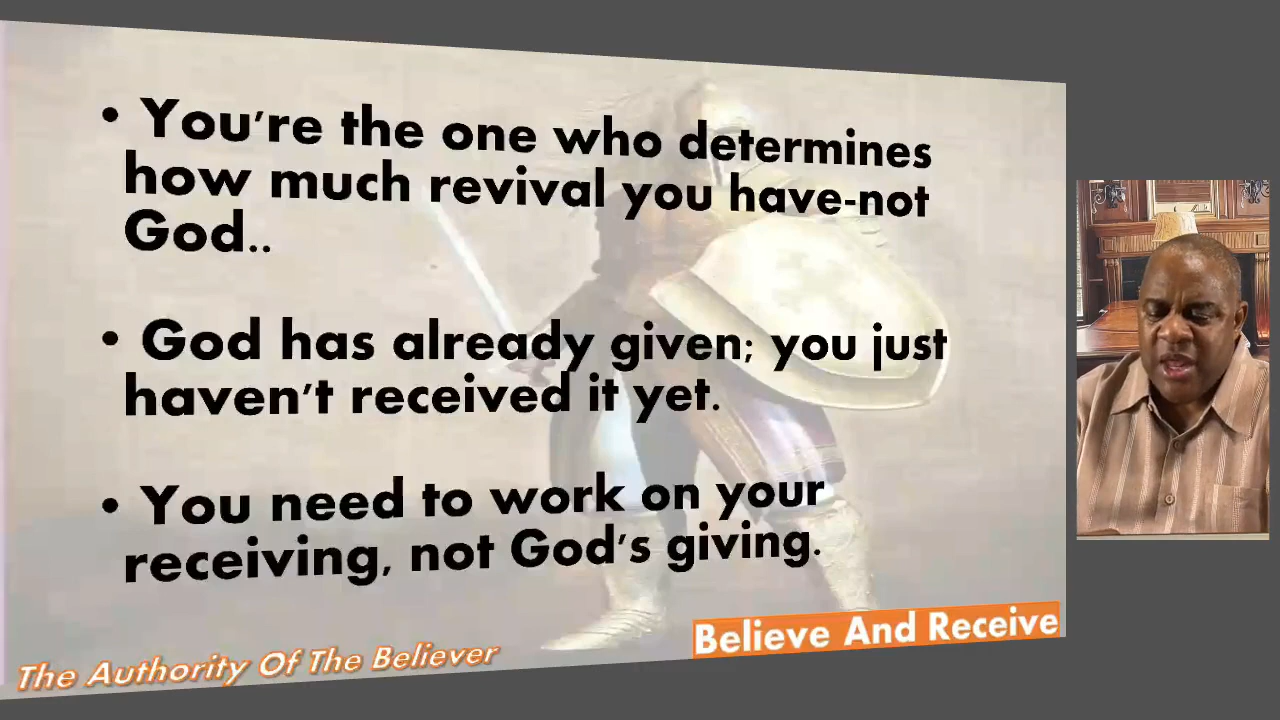 • You're the one who determines
how much revival you have-not
God..
• God has already given; you just
haven't received it yet.
• You need to work on your
receiving, not God's giving.
Believe And Receive
The Authority Of The Believer